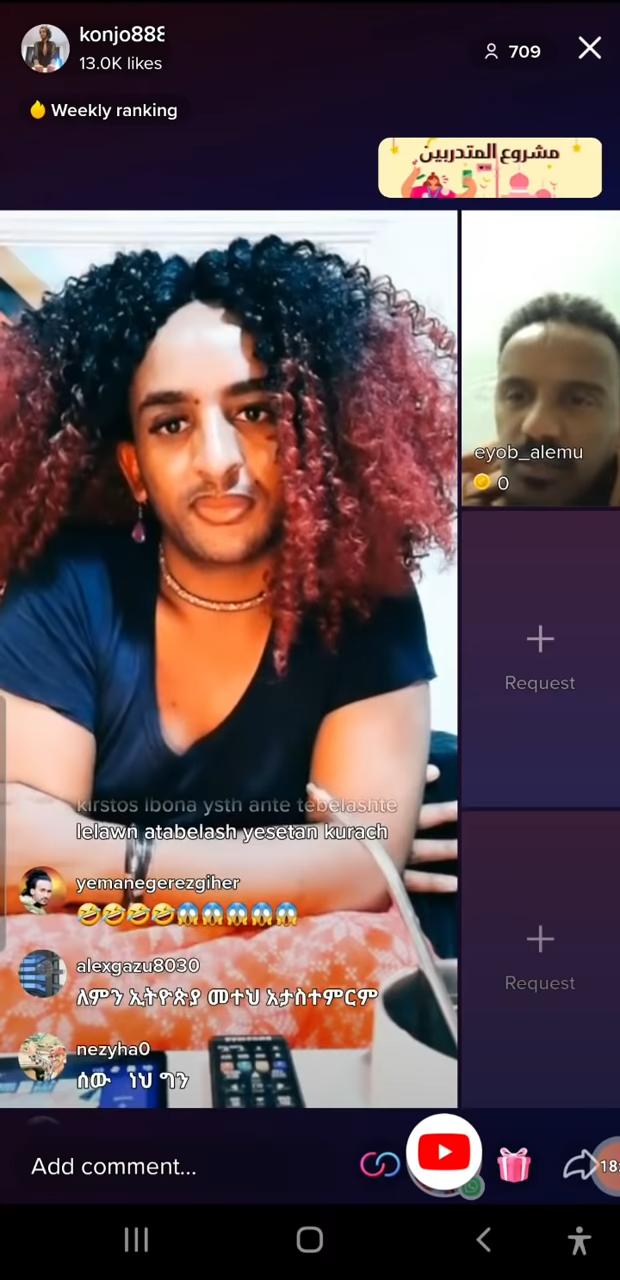 konjo888
13.0K likes
709
Weekly ranking
مشروع المتدربين
eyob_alemu
0
Request
kirstos lbona ysth ante tebelashte
lelawn atabelash yesetan kurach
yemanegerezgiher
🤣🤣🤣🤣😱😱😱😱😱
alexgazu8030
ለምን ኢትዮጵያ መተህ አታስተምርም
Request
nezyha0
ሰው ነህ ግን
Add comment...
18: